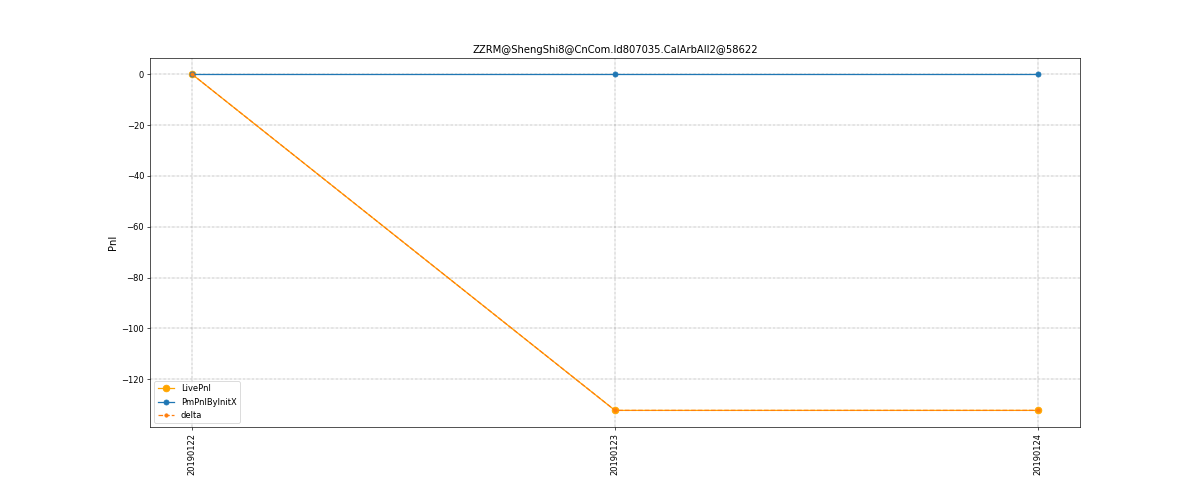 ZZRM@ShengShi8@CnCom.Id807035.CalArbAll2@58622
Pnl
0
−20
−40
−60
−80
−100
−120
LivePnl
PmPnlByInitX
delta
20190122
20190123
20190124